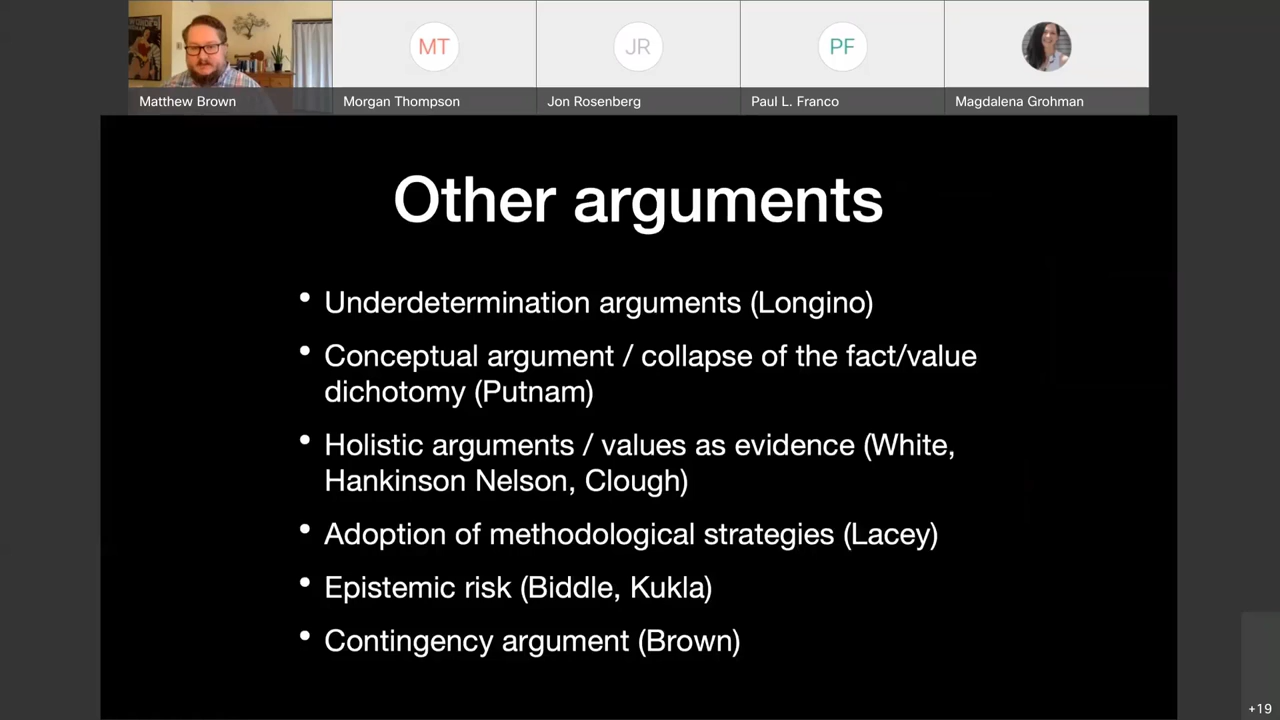 MT
JR
PF
Matthew Brown
Morgan Thompson
Jon Rosenberg
Paul L. Franco
Magdalena Grohman
Other arguments
• Underdetermination arguments (Longino)
• Conceptual argument / collapse of the fact/value
dichotomy (Putnam)
• Holistic arguments / values as evidence (White,
Hankinson Nelson, Clough)
• Adoption of methodological strategies (Lacey)
• Epistemic risk (Biddle, Kukla)
• Contingency argument (Brown)
+19